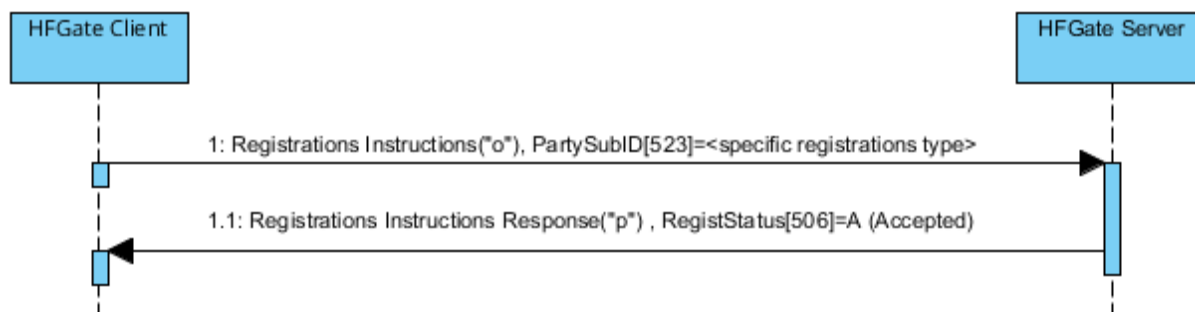 HFGate Client
HFGate Server
1: Registrations Instructions("o"), PartySubID[523]=<specific registrations type>
1.1: Registrations Instructions Response("p") , RegistStatus[506]=A (Accepted)